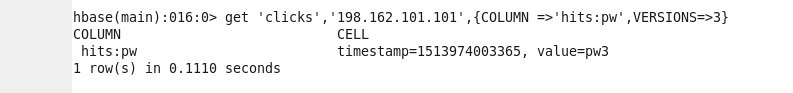 hbase(main):016:0> get 'clicks','198.162.101.101',{COLUMN =>'hits:pw',VERSIONS=>3}
COLUMN                          CELL
 hits:pw                        timestamp=1513974003365, value=pw3
1 row(s) in 0.1110 seconds